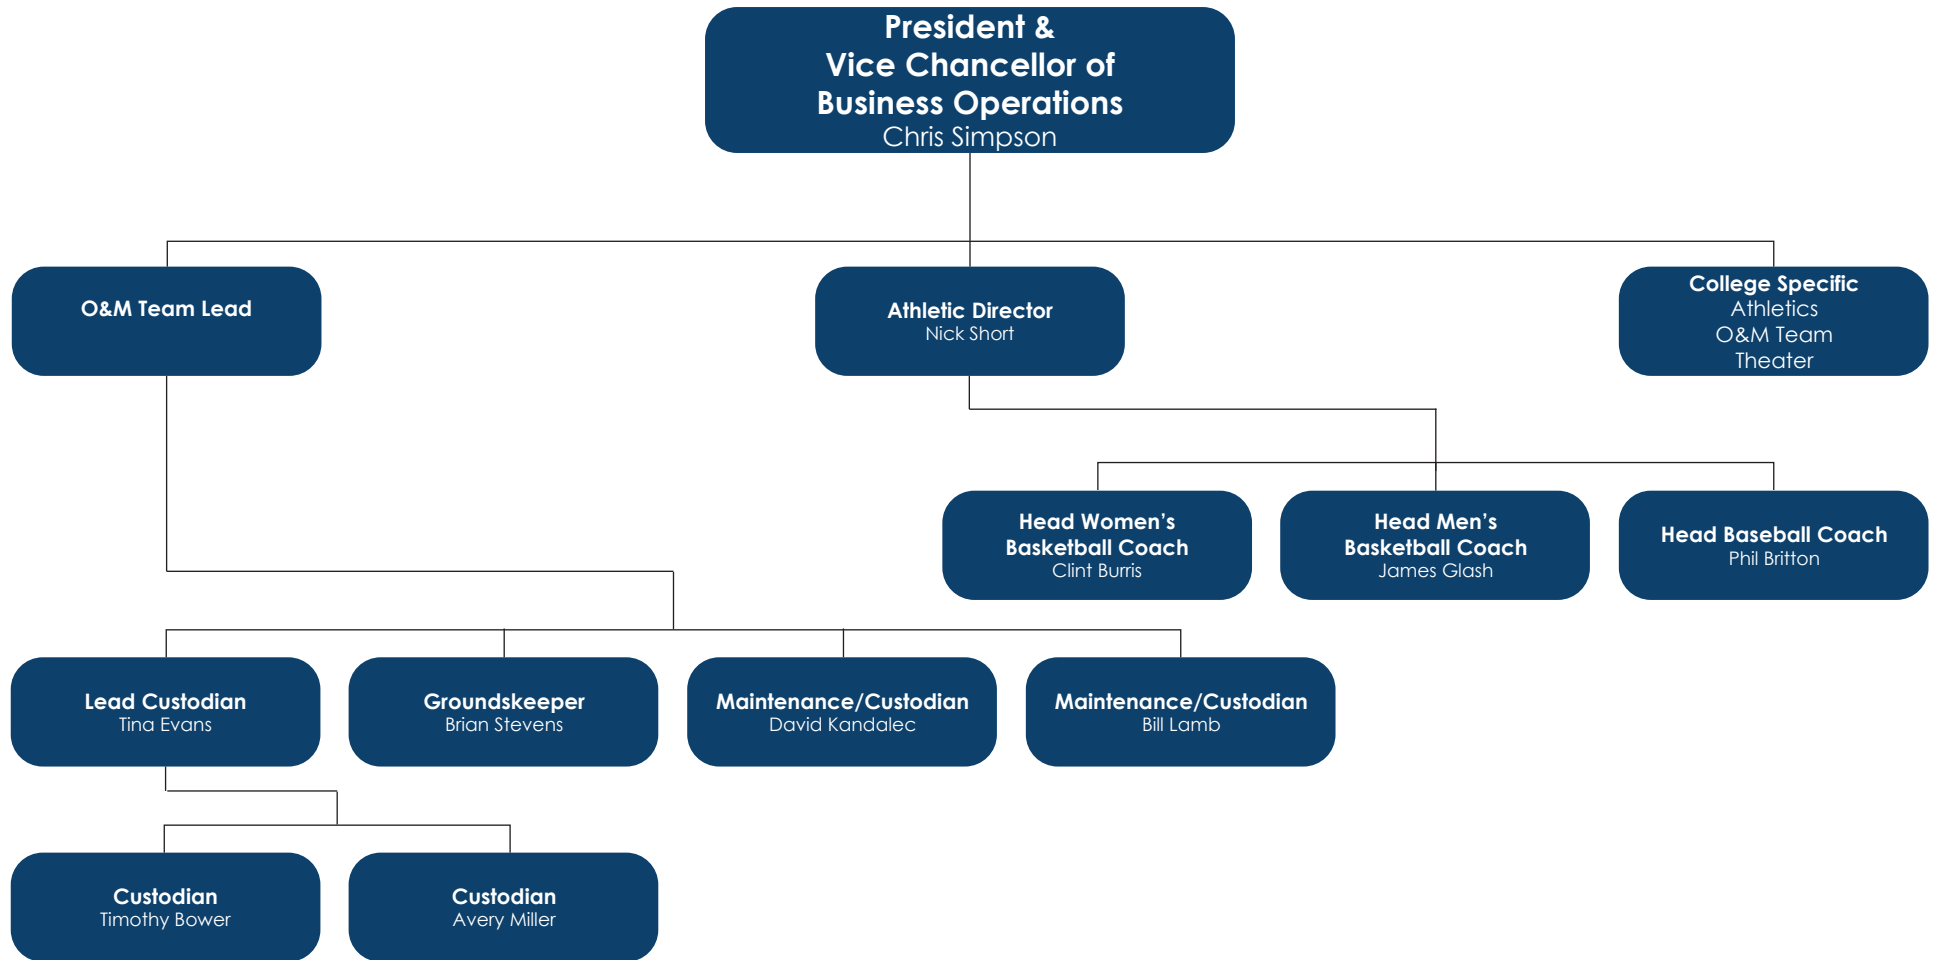 President &
Vice Chancellor of
Business Operations
Chris Simpson
O&M Team Lead
Athletic Director
Nick Short
College Specific
Athletics
O&M Team
Theater
Head Women’s
Basketball Coach
Clint Burris
Head Men’s
Basketball Coach
James Glash
Head Baseball Coach
Phil Britton
Lead Custodian
Tina Evans
Groundskeeper
Brian Stevens
Maintenance/Custodian
David Kandalec
Maintenance/Custodian
Bill Lamb
Custodian
Timothy Bower
Custodian
Avery Miller